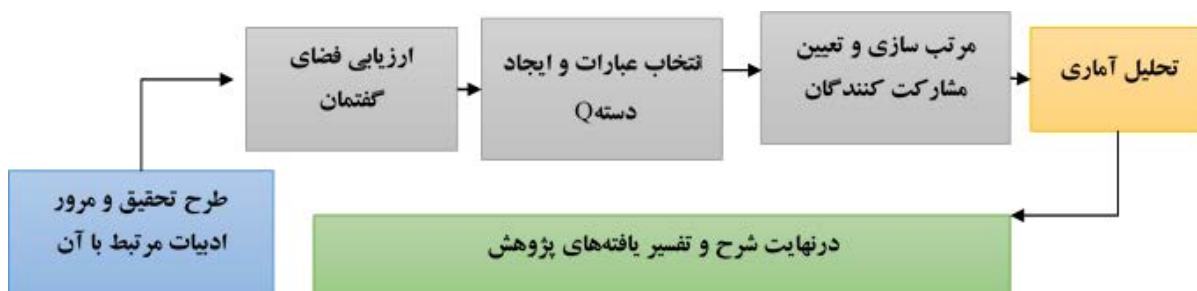 طرح تحقیق و مرور
ادبیات مرتبط با آن
ارزیابی فضای
گفتمان
انتخاب عبارات و ایجاد
دسته Q
مرتب سازی و تعیین
مشارکت کنندگان
تحلیل آماری
درنهایت شرح و تفسیر یافته‌های پژوهش